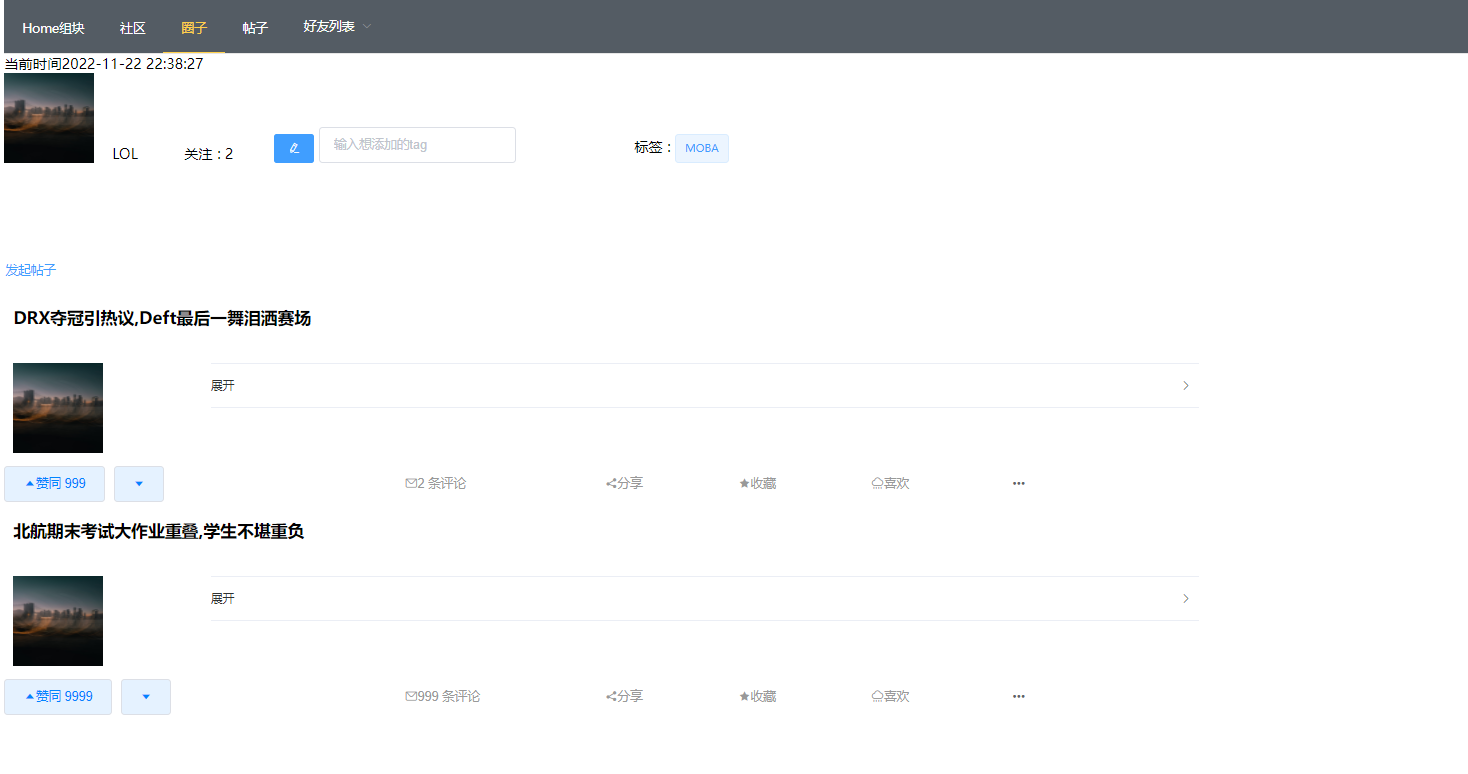 Home组块 社区 圈子 帖子 好友列表
当前时间2022-11-22 22:38:27
LOL 关注：2 输入想添加的tag 标签： MOBA
发起帖子
DRX夺冠引热议,Deft最后一舞泪洒赛场
展开
赞同 999 2 条评论 分享 收藏 喜欢
北航期末考试大作业重叠,学生不堪重负
展开
赞同 9999 999 条评论 分享 收藏 喜欢